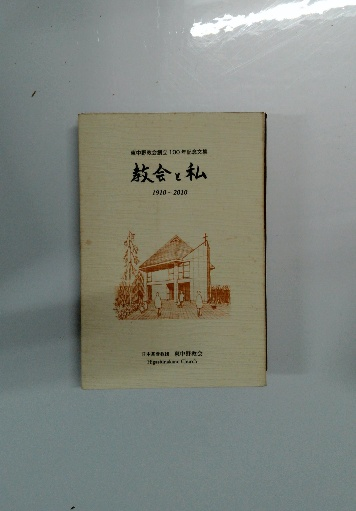 東中野教会創立100年記念文集
教会と私
1910~2010
日本基督教団 東中野教会
Higashinakano Church